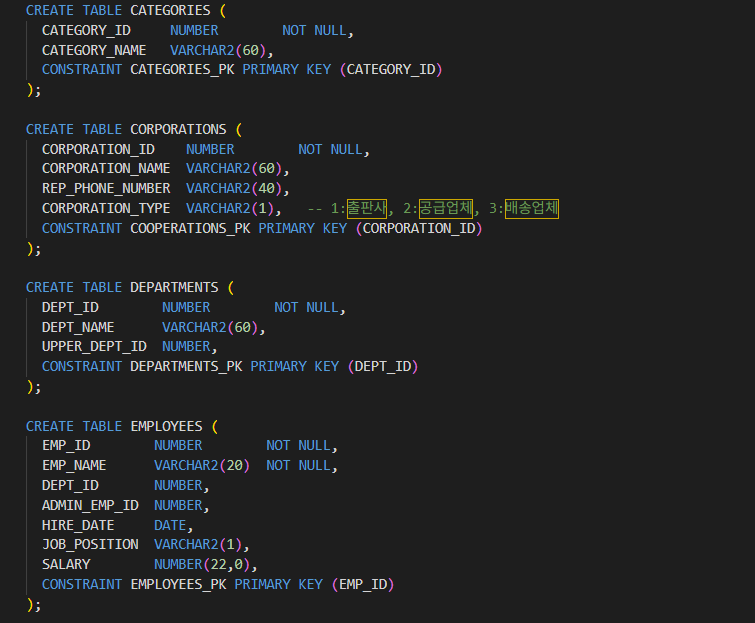 CREATE TABLE CATEGORIES (
  CATEGORY_ID     NUMBER        NOT NULL,
  CATEGORY_NAME   VARCHAR2(60),
  CONSTRAINT CATEGORIES_PK PRIMARY KEY (CATEGORY_ID)
);

CREATE TABLE CORPORATIONS (
  CORPORATION_ID    NUMBER        NOT NULL,
  CORPORATION_NAME  VARCHAR2(60),
  REP_PHONE_NUMBER  VARCHAR2(40),
  CORPORATION_TYPE  VARCHAR2(1),   -- 1:출판사, 2:공급업체, 3:배송업체
  CONSTRAINT COOPERATIONS_PK PRIMARY KEY (CORPORATION_ID)
);

CREATE TABLE DEPARTMENTS (
  DEPT_ID        NUMBER        NOT NULL,
  DEPT_NAME      VARCHAR2(60),
  UPPER_DEPT_ID  NUMBER,
  CONSTRAINT DEPARTMENTS_PK PRIMARY KEY (DEPT_ID)
);

CREATE TABLE EMPLOYEES (
  EMP_ID        NUMBER        NOT NULL,
  EMP_NAME      VARCHAR2(20)  NOT NULL,
  DEPT_ID       NUMBER,
  ADMIN_EMP_ID  NUMBER,
  HIRE_DATE     DATE,
  JOB_POSITION  VARCHAR2(1),
  SALARY        NUMBER(22,0),
  CONSTRAINT EMPLOYEES_PK PRIMARY KEY (EMP_ID)
);